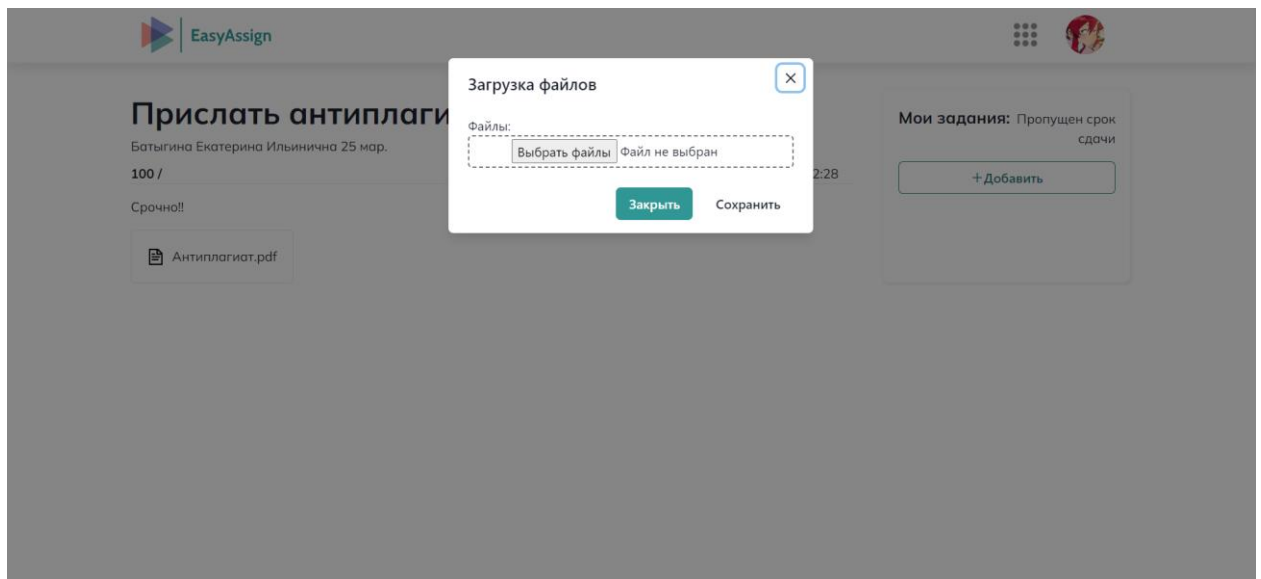 EasyAssign
Загрузка файлов
Прислать антиплаги
Файлы:
Выбрать файлы Файл не выбран
Батыгина Екатерина Ильинична 25 мар.
100 /
2:28
Закрыть Сохранить
Срочно!!
Антиплагиат.pdf
Мои задания: Пропущен срок
сдачи
+Добавить